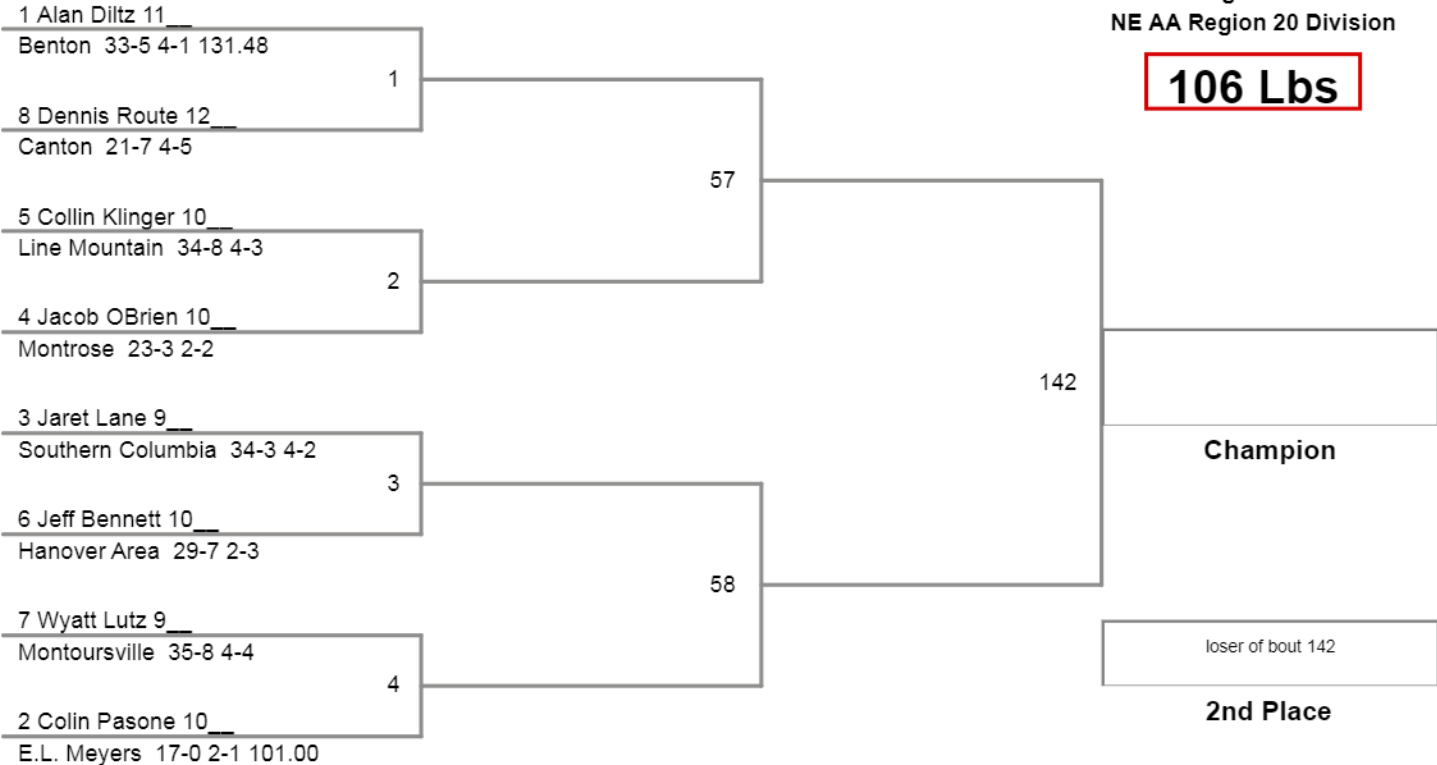 NE AA Region 20 Division
106 Lbs
1 Alan Diltz 11__
Benton 33-5 4-1 131.48
1
8 Dennis Route 12__
Canton 21-7 4-5
57
5 Collin Klinger 10__
Line Mountain 34-8 4-3
2
4 Jacob OBrien 10__
Montrose 23-3 2-2
142
3 Jaret Lane 9__
Southern Columbia 34-3 4-2
Champion
3
6 Jeff Bennett 10__
Hanover Area 29-7 2-3
58
7 Wyatt Lutz 9__
Montoursville 35-8 4-4
loser of bout 142
4
2 Colin Pasone 10__
2nd Place
E.L. Meyers 17-0 2-1 101.00